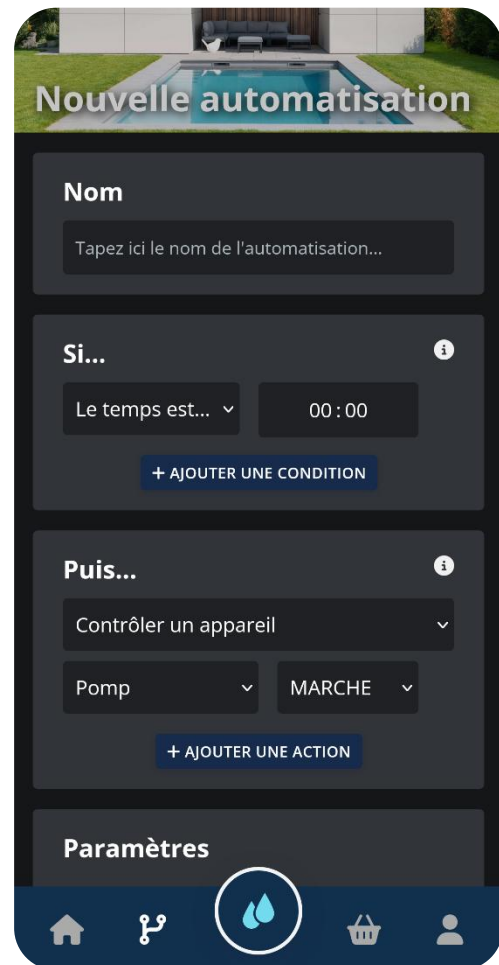 Nouvelle automatisation
Nom
Tapez ici le nom de l'automatisation...
Si...
Le temps est...
00:00
+ AJOUTER UNE CONDITION
Puis...
Contrôler un appareil
Pomp
MARCHE
+ AJOUTER UNE ACTION
Paramètres